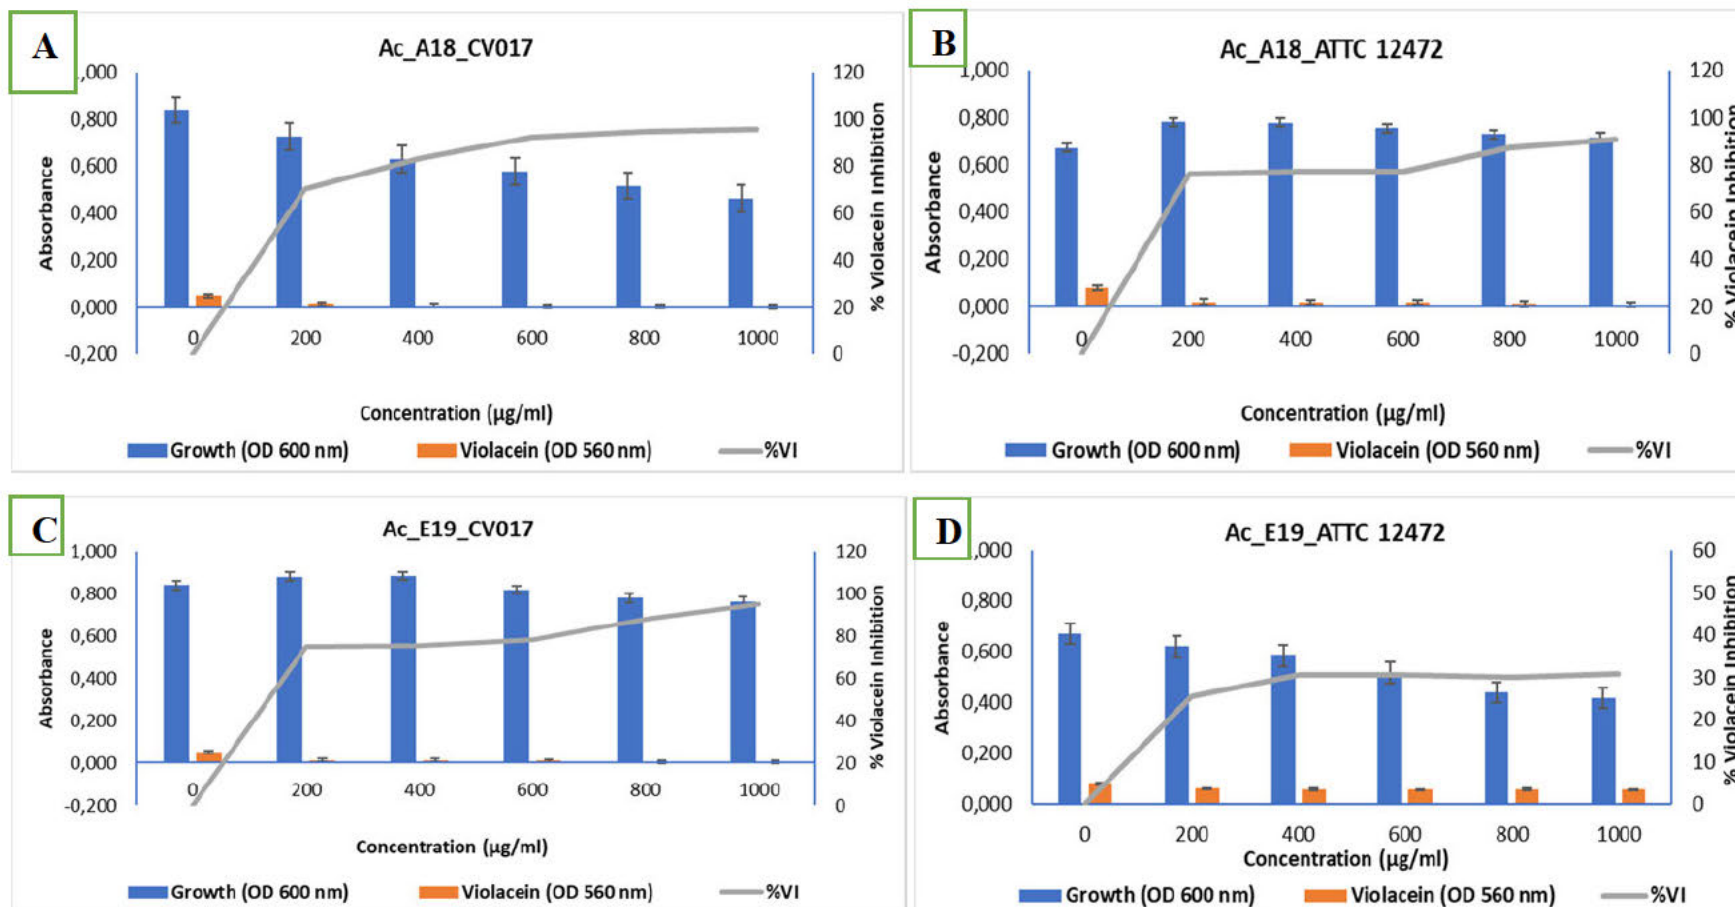 A
Ac_A18_CV017
1,000
0,800
0,600
0,400
0,200
0,000
-0,200
Absorbance
120
100
80
60
40
20
0
% Violacein Inhibition
0 200 400 600 800 1000
Concentration (µg/ml)
Growth (OD 600 nm) Violacein (OD 560 nm) %VI
B
Ac_A18_ATTC 12472
1,000
0,800
0,600
0,400
0,200
0,000
-0,200
Absorbance
120
100
80
60
40
20
0
% Violacein Inhibition
0 200 400 600 800 1000
Concentration (µg/ml)
Growth (OD 600 nm) Violacein (OD 560 nm) %VI
C
Ac_E19_CV017
1,000
0,800
0,600
0,400
0,200
0,000
-0,200
Absorbance
120
100
80
60
40
20
0
% Violacein Inhibition
0 200 400 600 800 1000
Concentration (µg/ml)
Growth (OD 600 nm) Violacein (OD 560 nm) %VI
D
Ac_E19_ATTC 12472
,000
0,800
0,600
0,400
0,200
0,000
Absorbance
60
50
40
30
20
10
0
% Violacein Inhibition
0 200 400 600 800 1000
Concentration (µg/ml)
Growth (OD 600 nm) Violacein (OD 560 nm) %VI